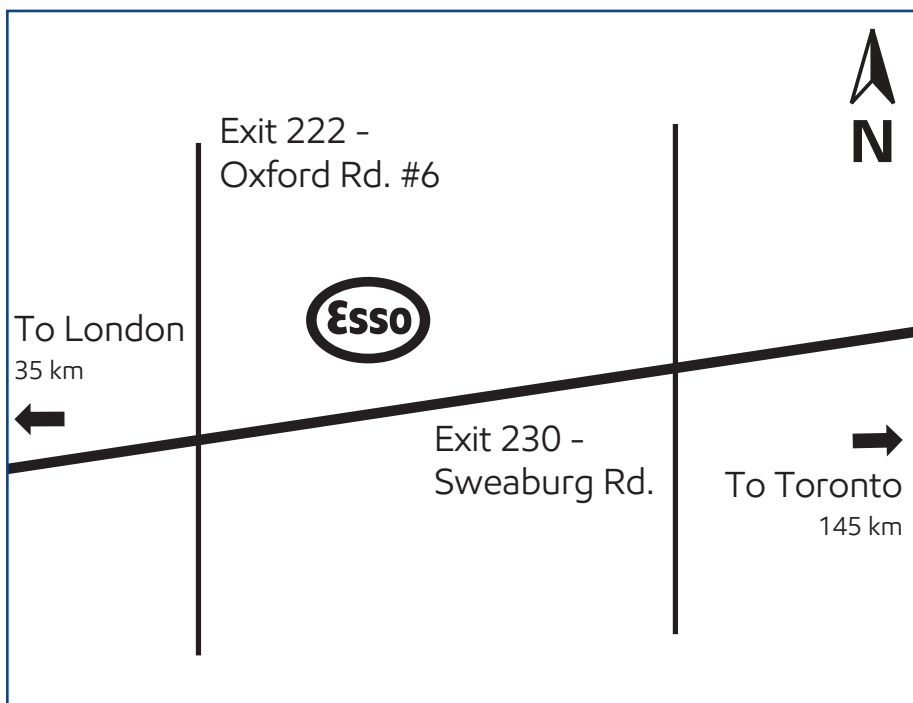 N
Exit 222 -
Oxford Rd. #6
Esso
To London
35 km
Exit 230 -
Sweaburg Rd.
To Toronto
145 km